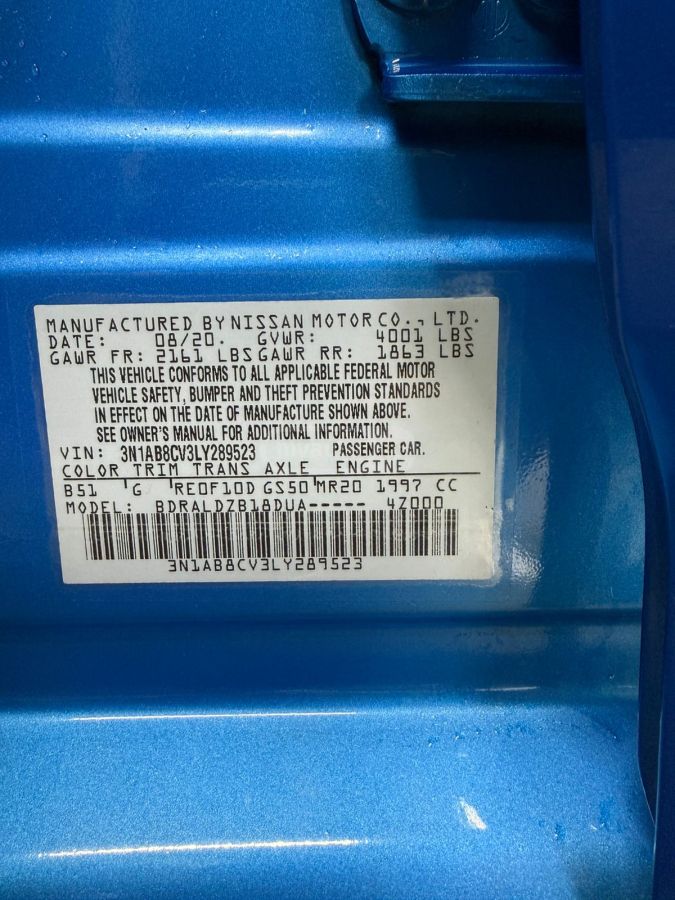 MANUFACTURED BY NISSAN MOTOR CO., LTD.
DATE: 08/20. GVWR: 4001 LBS
GAWR FR: 2161 LBS GAWR RR: 1863 LBS
THIS VEHICLE CONFORMS TO ALL APPLICABLE FEDERAL MOTOR
VEHICLE SAFETY, BUMPER AND THEFT PREVENTION STANDARDS
IN EFFECT ON THE DATE OF MANUFACTURE SHOWN ABOVE.
SEE OWNER'S MANUAL FOR ADDITIONAL INFORMATION.
VIN: 3N1AB8CV3LY289523 PASSENGER CAR.
COLOR TRIM TRANS AXLE ENGINE
B51 G RE0F10D GS50 MR20 1997 CC
MODEL: BDRALDZB18DUA----- 4Z000
3N1AB8CV3LY289523